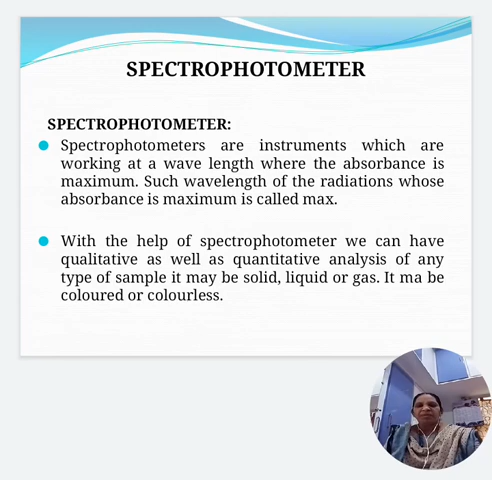 SPECTROPHOTOMETER
SPECTROPHOTOMETER:
Spectrophotometers are instruments which are
working at a wave length where the absorbance is
maximum. Such wavelength of the radiations whose
absorbance is maximum is called max.
With the help of spectrophotometer we can have
qualitative as well as quantitative analysis of any
type of sample it may be solid, liquid or gas. It ma be
coloured or colourless.